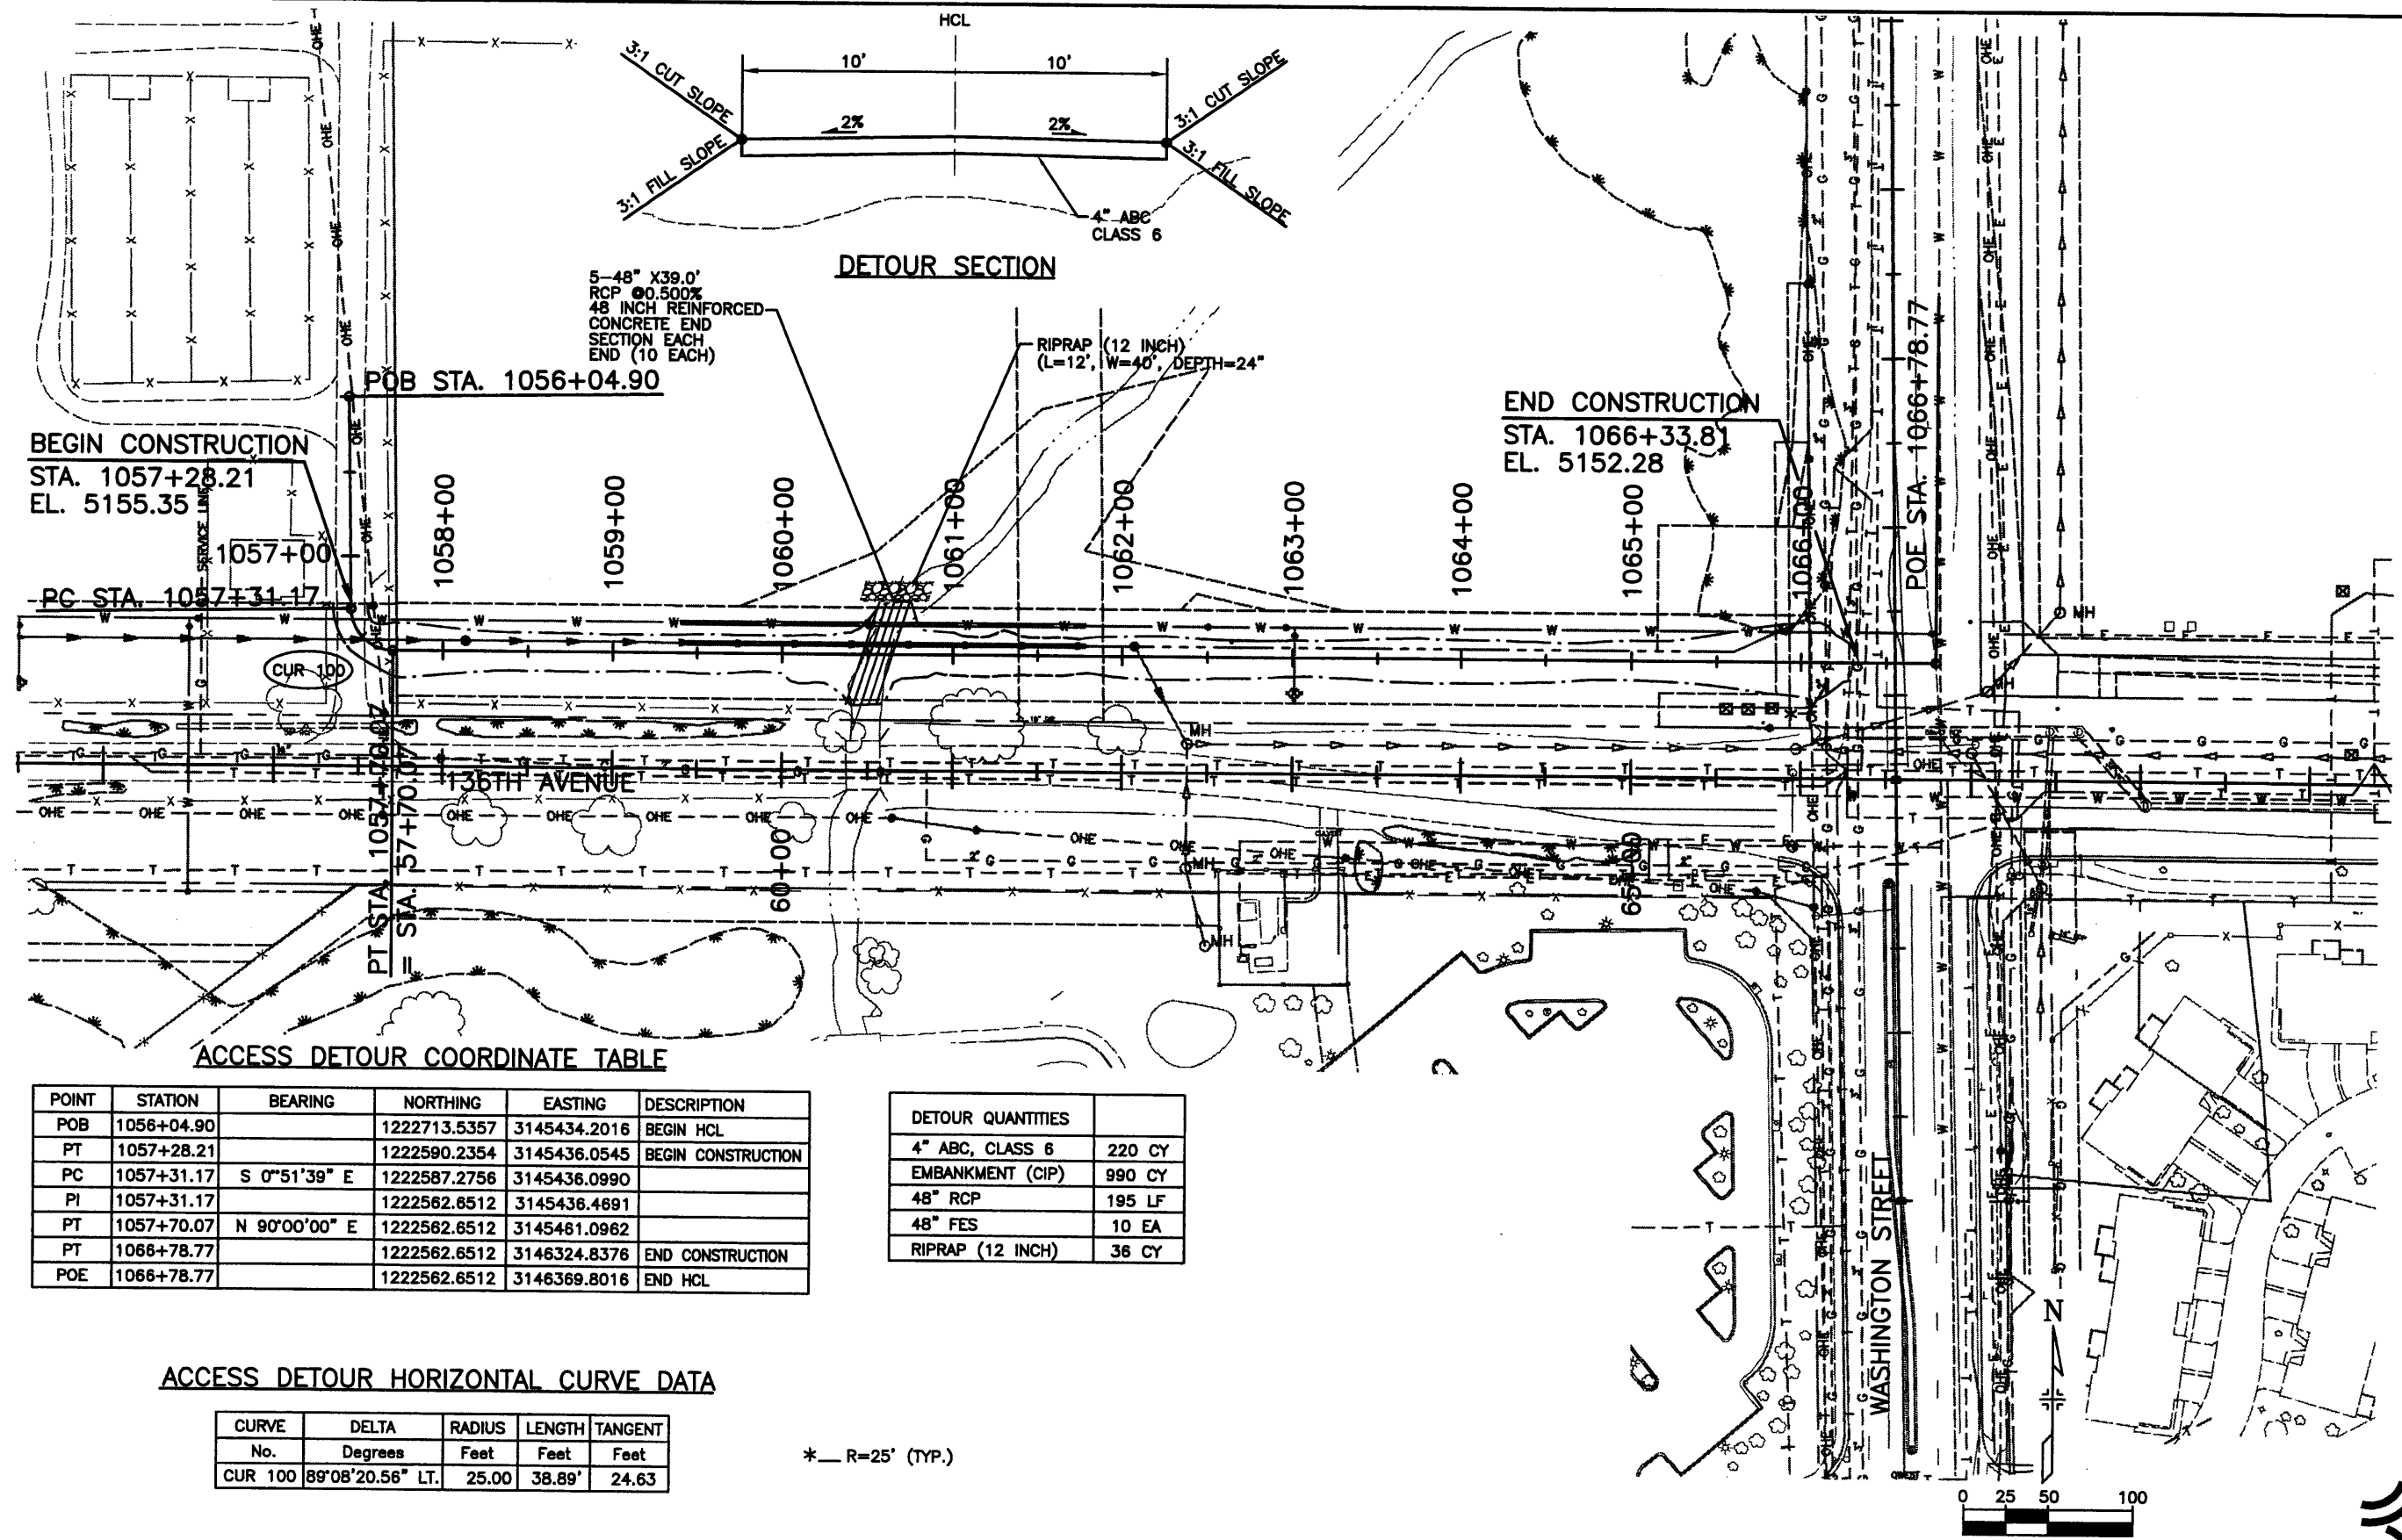 HCL
10' 10'
3:1 CUT SLOPE
3:1 CUT SLOPE
2% 2%
3:1 FILL SLOPE
3:1 FILL SLOPE
4" ABC
CLASS 6
DETOUR SECTION
5-48" X39.0'
RCP @0.500%
48 INCH REINFORCED
CONCRETE END
SECTION EACH
END (10 EACH)
RIPRAP (12 INCH)
(L=12', W=40', DEPTH=24"
POB STA. 1056+04.90
BEGIN CONSTRUCTION
STA. 1057+28.21
EL. 5155.35
END CONSTRUCTION
STA. 1066+33.81
EL. 5152.28
POE STA. 1066+78.77
SERVICE LINE
1057+00
1058+00
1059+00
1060+00
1061+00
1062+00
1063+00
1064+00
1065+00
1066+00
PC STA. 1057+31.17
CUR 100
MH
MH
MH
MH
PT STA. 1057+70.07
= STA. 57+70.07
136TH AVENUE
60+00
65+00
WASHINGTON STREET
N
ACCESS DETOUR COORDINATE TABLE
POINT STATION BEARING NORTHING EASTING DESCRIPTION
POB 1056+04.90 1222713.5357 3145434.2016 BEGIN HCL
PT 1057+28.21 1222590.2354 3145436.0545 BEGIN CONSTRUCTION
PC 1057+31.17 S 0°51'39" E 1222587.2756 3145436.0990
PI 1057+31.17 1222562.6512 3145436.4691
PT 1057+70.07 N 90°00'00" E 1222562.6512 3145461.0962
PT 1066+78.77 1222562.6512 3146324.8376 END CONSTRUCTION
POE 1066+78.77 1222562.6512 3146369.8016 END HCL
DETOUR QUANTITIES
4" ABC, CLASS 6 220 CY
EMBANKMENT (CIP) 990 CY
48" RCP 195 LF
48" FES 10 EA
RIPRAP (12 INCH) 36 CY
ACCESS DETOUR HORIZONTAL CURVE DATA
CURVE DELTA RADIUS LENGTH TANGENT
No. Degrees Feet Feet Feet
CUR 100 89°08'20.56" LT. 25.00 38.89' 24.63
* R=25' (TYP.)
0 25 50 100